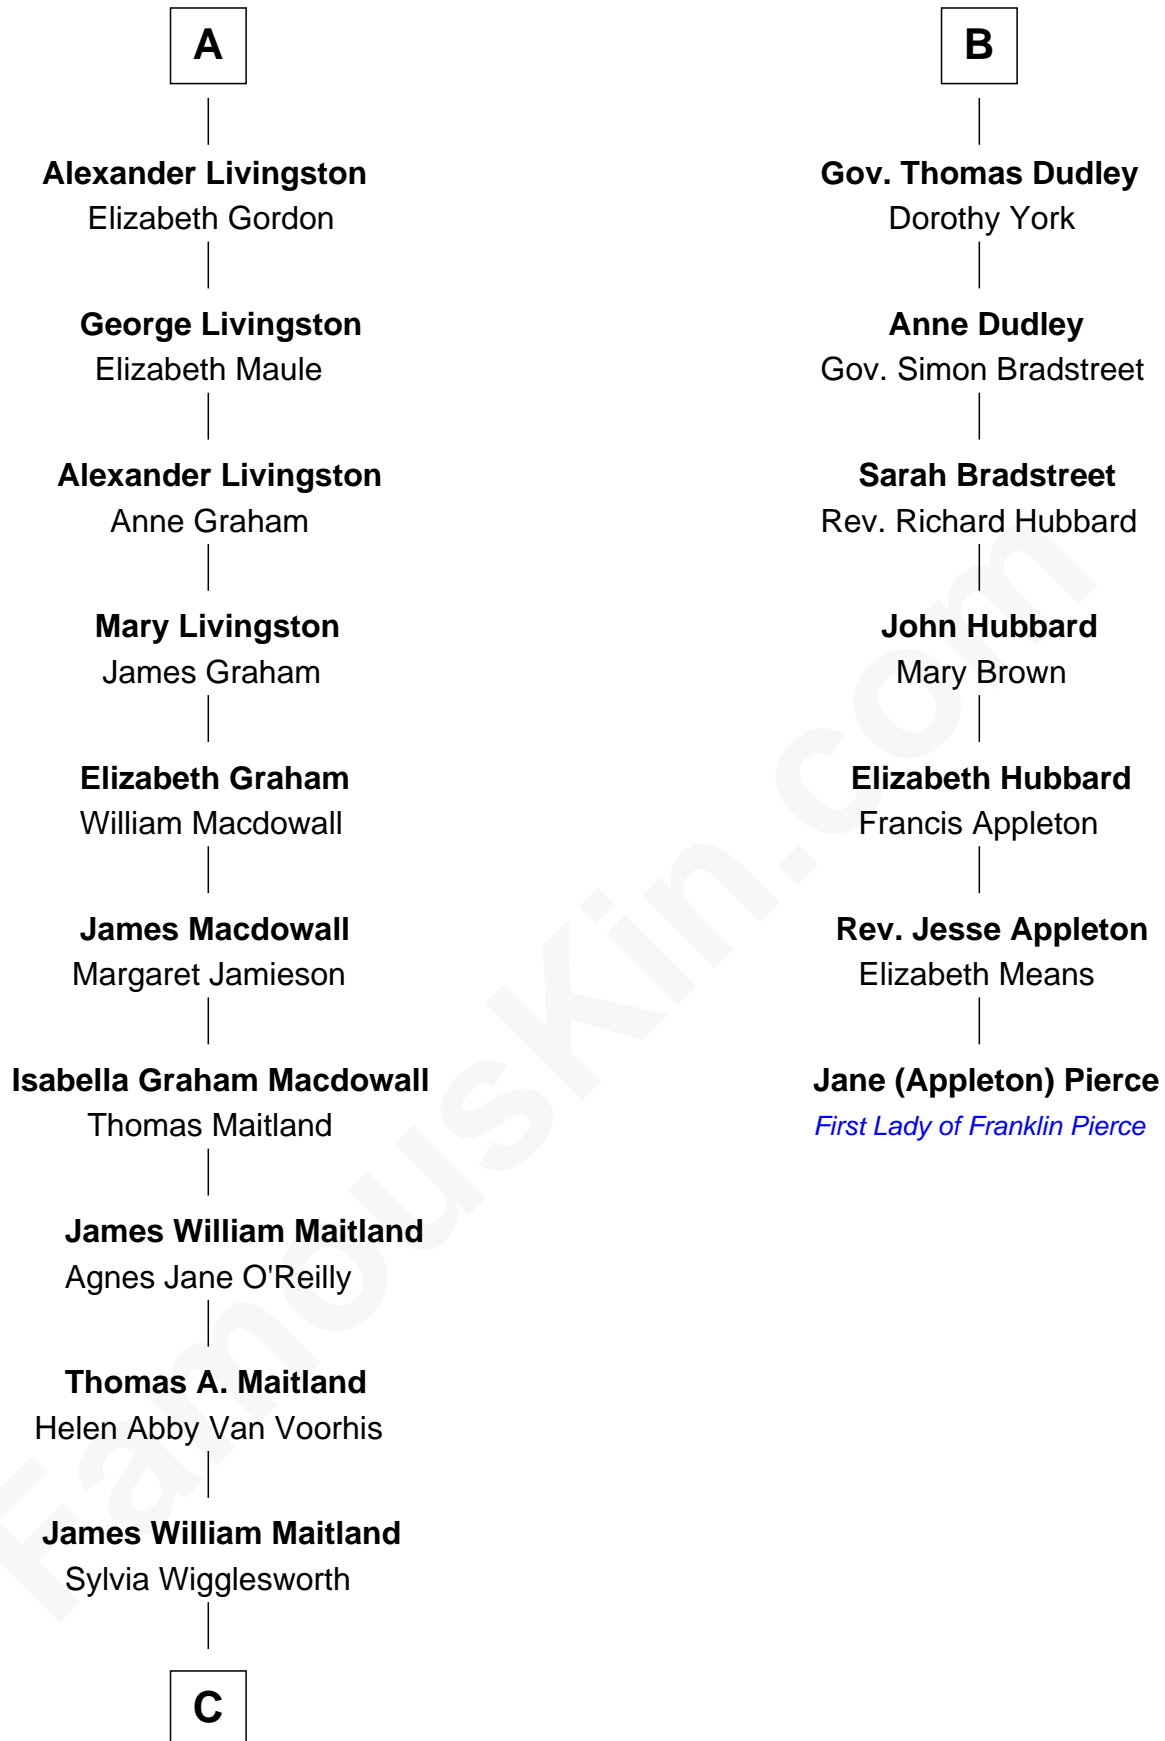 A
Alexander Livingston
Elizabeth Gordon
George Livingston
Elizabeth Maule
Alexander Livingston
Anne Graham
Mary Livingston
James Graham
Elizabeth Graham
William Macdowall
James Macdowall
Margaret Jamieson
Isabella Graham Macdowall
Thomas Maitland
James William Maitland
Agnes Jane O'Reilly
Thomas A. Maitland
Helen Abby Van Voorhis
James William Maitland
Sylvia Wigglesworth
C
B
Gov. Thomas Dudley
Dorothy York
Anne Dudley
Gov. Simon Bradstreet
Sarah Bradstreet
Rev. Richard Hubbard
John Hubbard
Mary Brown
Elizabeth Hubbard
Francis Appleton
Rev. Jesse Appleton
Elizabeth Means
Jane (Appleton) Pierce
First Lady of Franklin Pierce
FamousKin.com